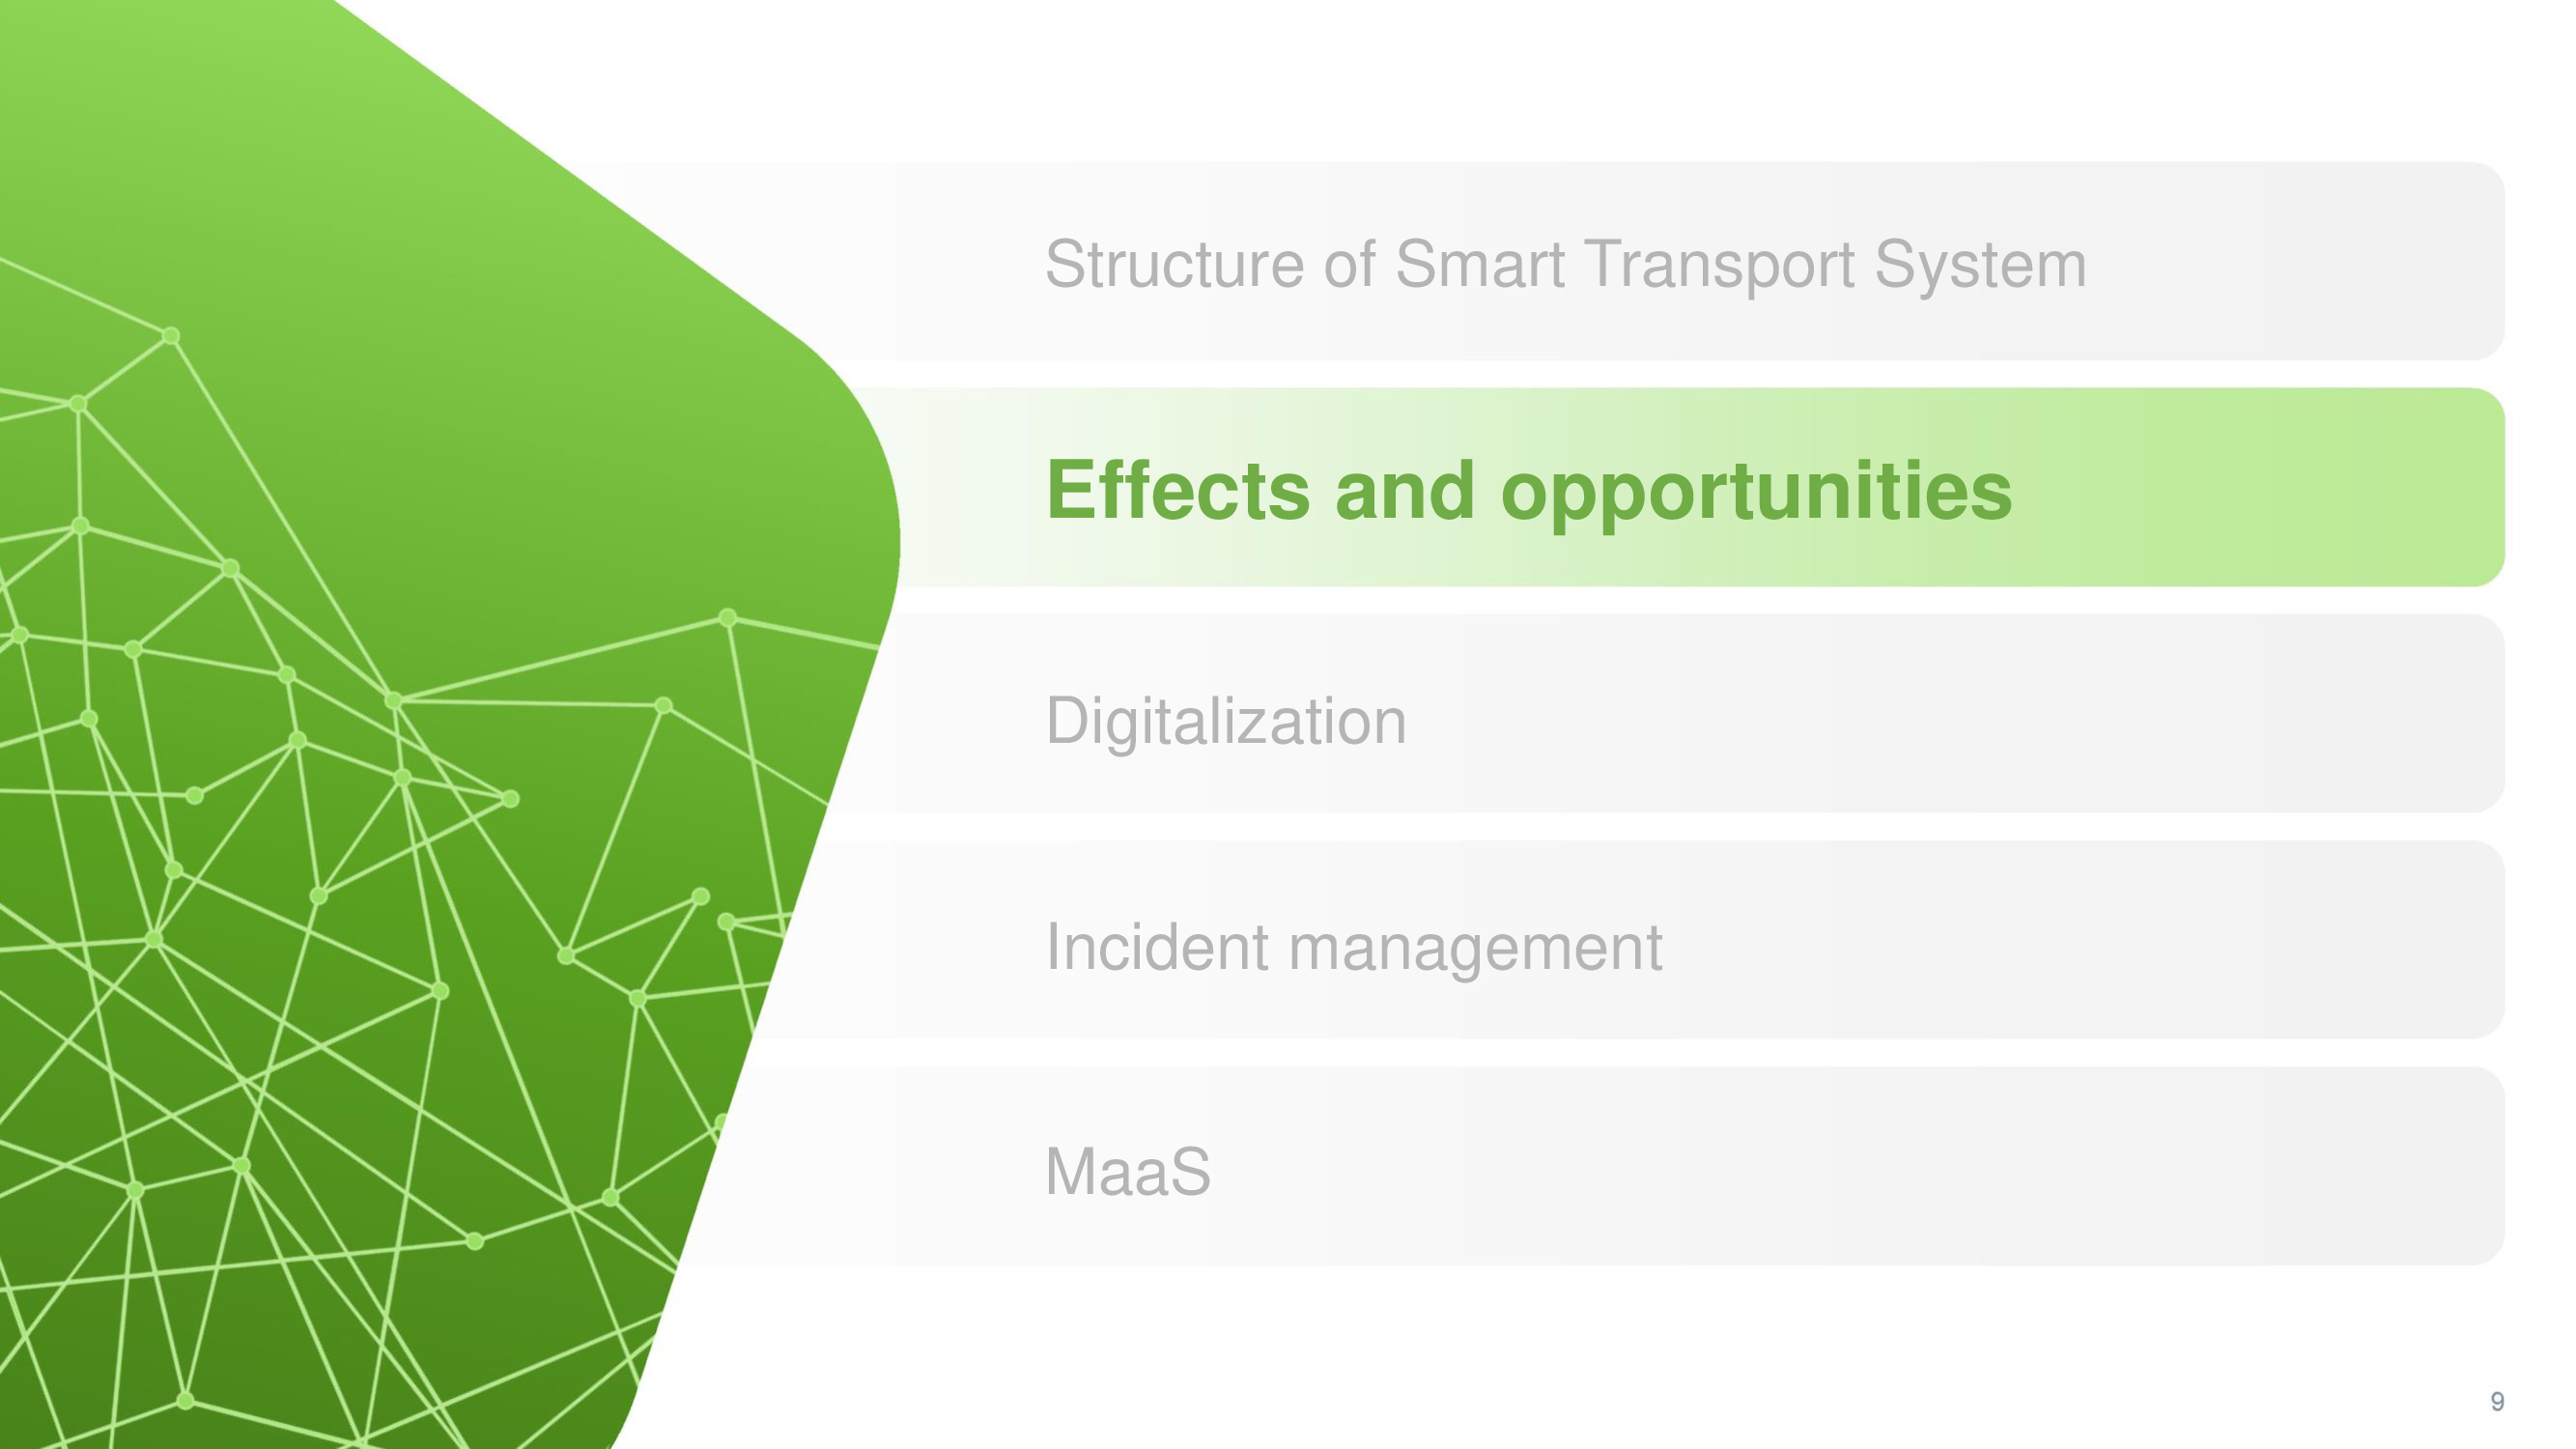 Structure of Smart Transport System
Effects and opportunities
Digitalization
Incident management
MaaS
9